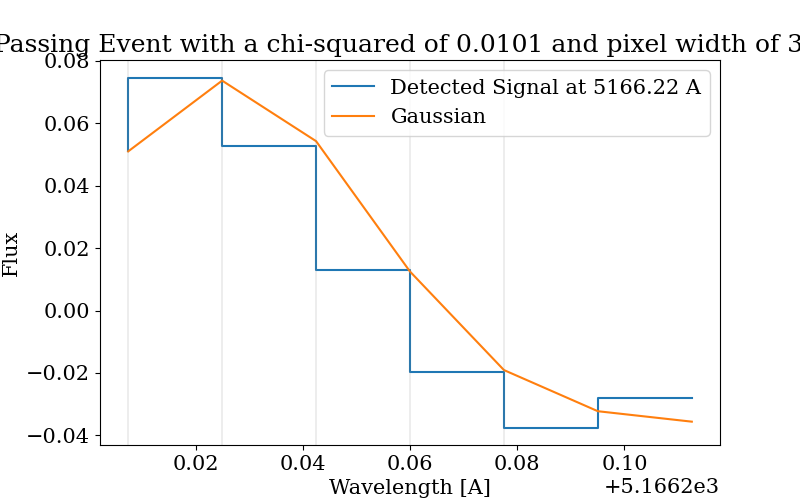 Passing Event with a chi-squared of 0.0101 and pixel width of 3
Detected Signal at 5166.22 A
Gaussian
Flux
0.08
0.06
0.04
0.02
0.00
−0.02
−0.04
0.02 0.04 0.06 0.08 0.10
Wavelength [A]
+5.1662e3